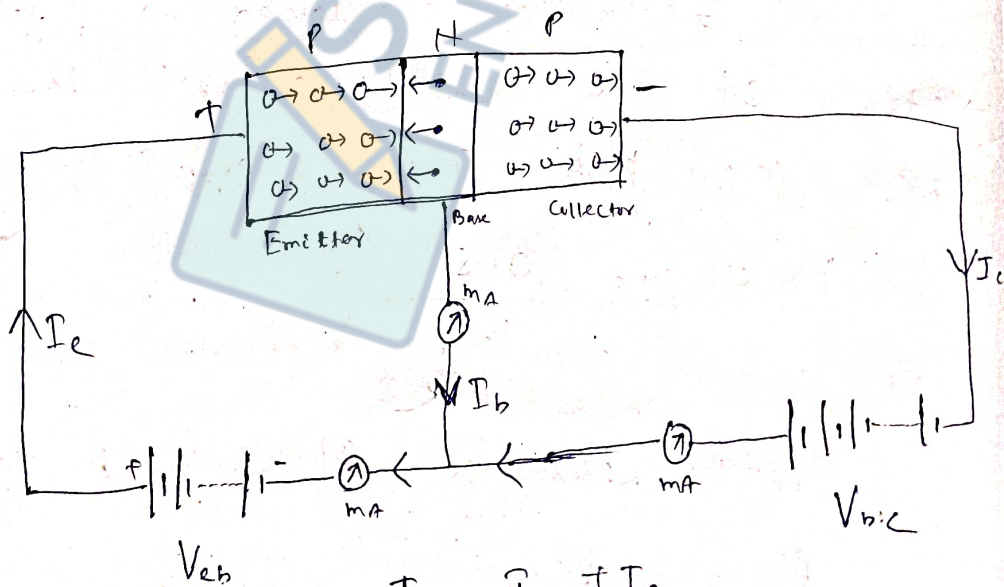 P N P
+ -
Emitter Base Collector
mA
Ie Ib Ic
+ -
mA mA
Veb Vbc